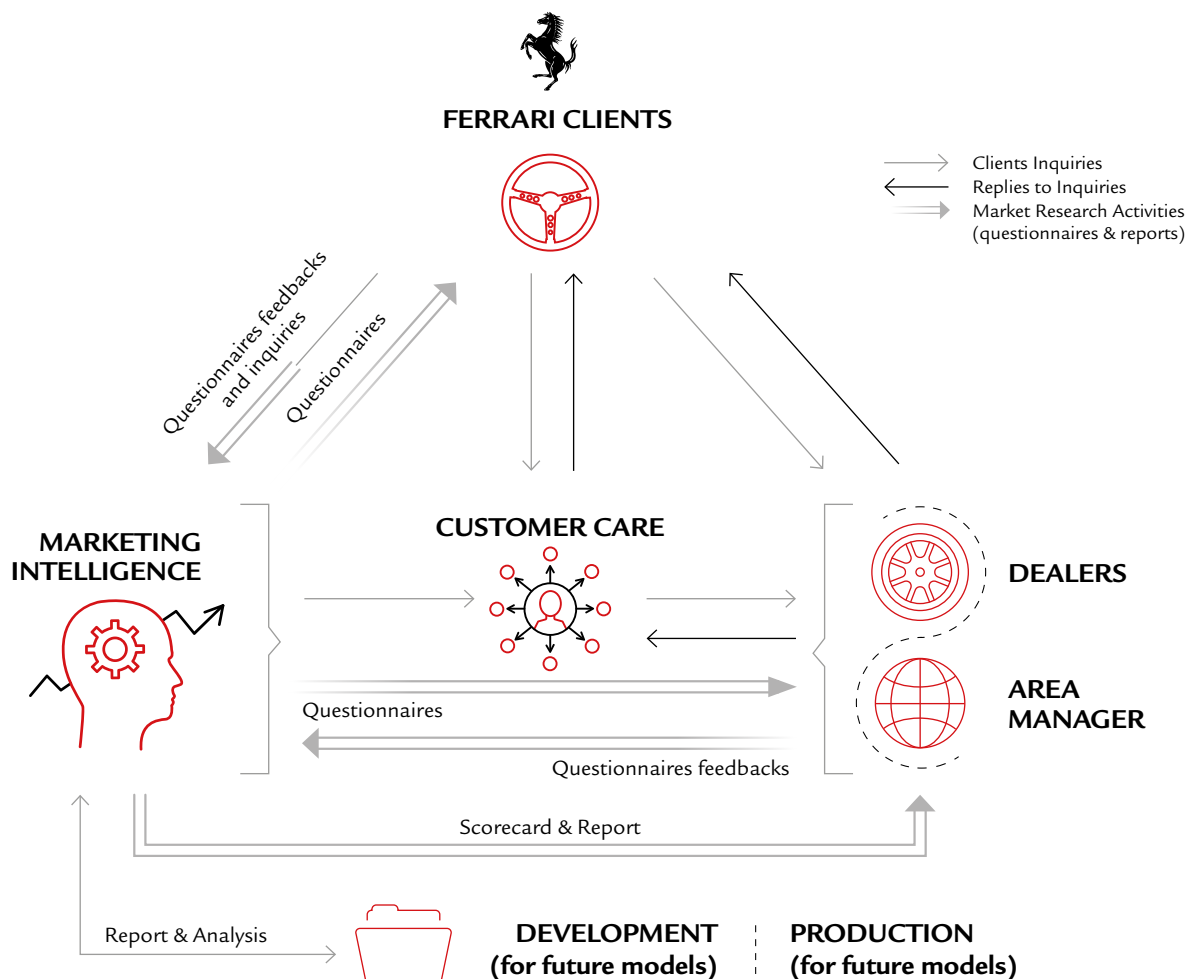 FERRARI CLIENTS
Clients Inquiries
Replies to Inquiries
Market Research Activities
(questionnaires & reports)
Questionnaires feedbacks
and inquiries
Questionnaires
MARKETING
INTELLIGENCE
CUSTOMER CARE
DEALERS
AREA
MANAGER
Questionnaires
Questionnaires feedbacks
Scorecard & Report
Report & Analysis
DEVELOPMENT
(for future models)
PRODUCTION
(for future models)